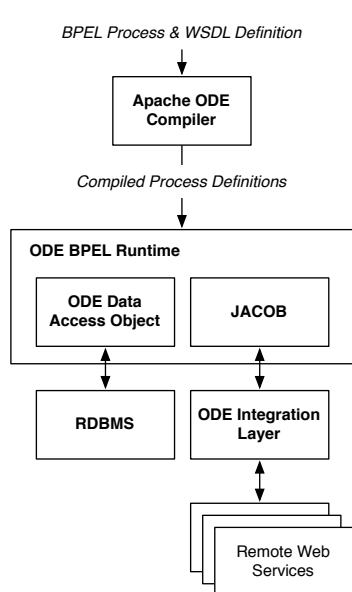 BPEL Process & WSDL Definition
Apache ODE
Compiler
Compiled Process Definitions
ODE BPEL Runtime
ODE Data
Access Object
JACOB
RDBMS
ODE Integration
Layer
Remote Web
Services